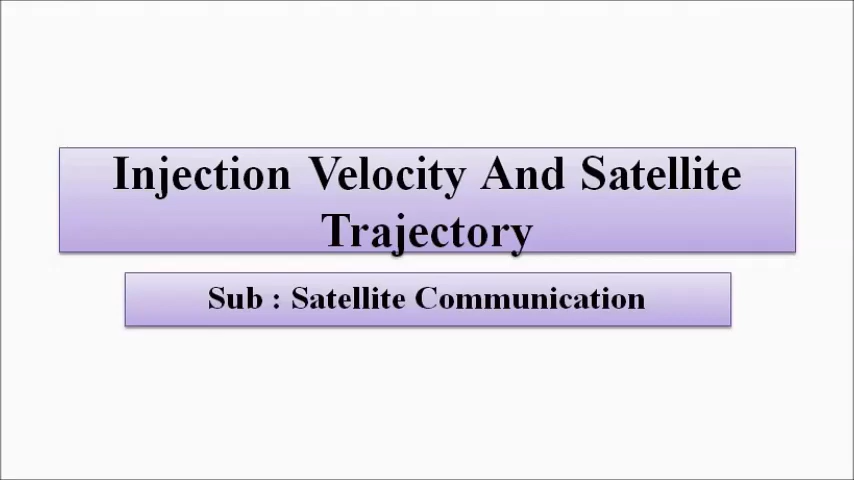 Injection Velocity And Satellite
Trajectory
Sub : Satellite Communication